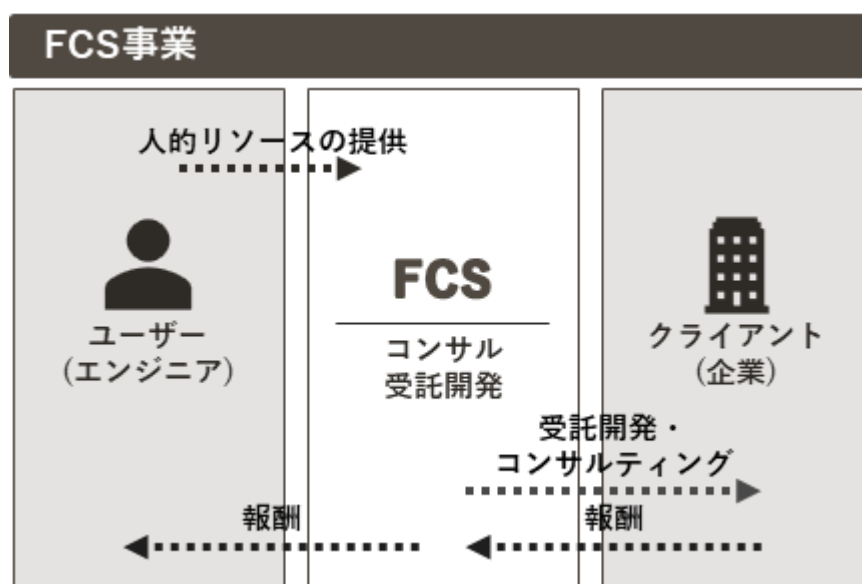 FCS事業
人的リソースの提供
FCS
コンサル
受託開発
ユーザー
(エンジニア)
クライアント
(企業)
受託開発・
コンサルティング
報酬
報酬